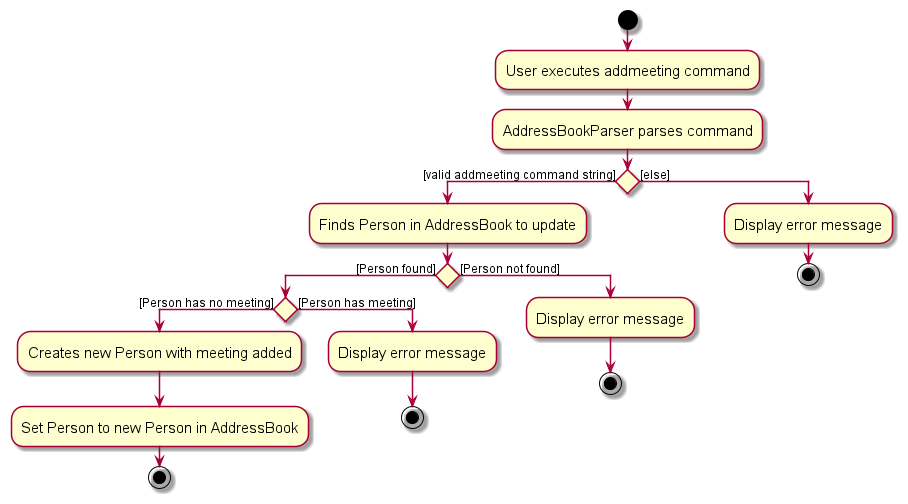 User executes addmeeting command
AddressBookParser parses command
[valid addmeeting command string]
[else]
Finds Person in AddressBook to update
Display error message
[Person found]
[Person not found]
[Person has no meeting]
[Person has meeting]
Display error message
Creates new Person with meeting added
Display error message
Set Person to new Person in AddressBook